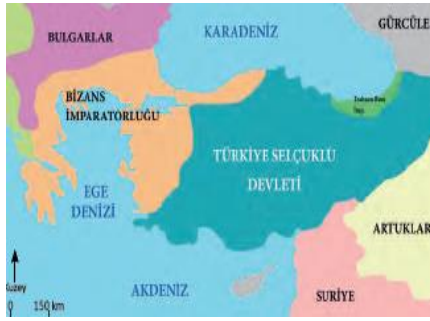 BULGARLAR
KARADENİZ
GÜRCÜLE
BİZANS
İMPARATORLUĞU
TÜRKİYE SELÇUKLU
DEVLETİ
EGE
DENİZİ
ARTUKLAR
Kuzey
0 150 km
AKDENİZ
SURİYE